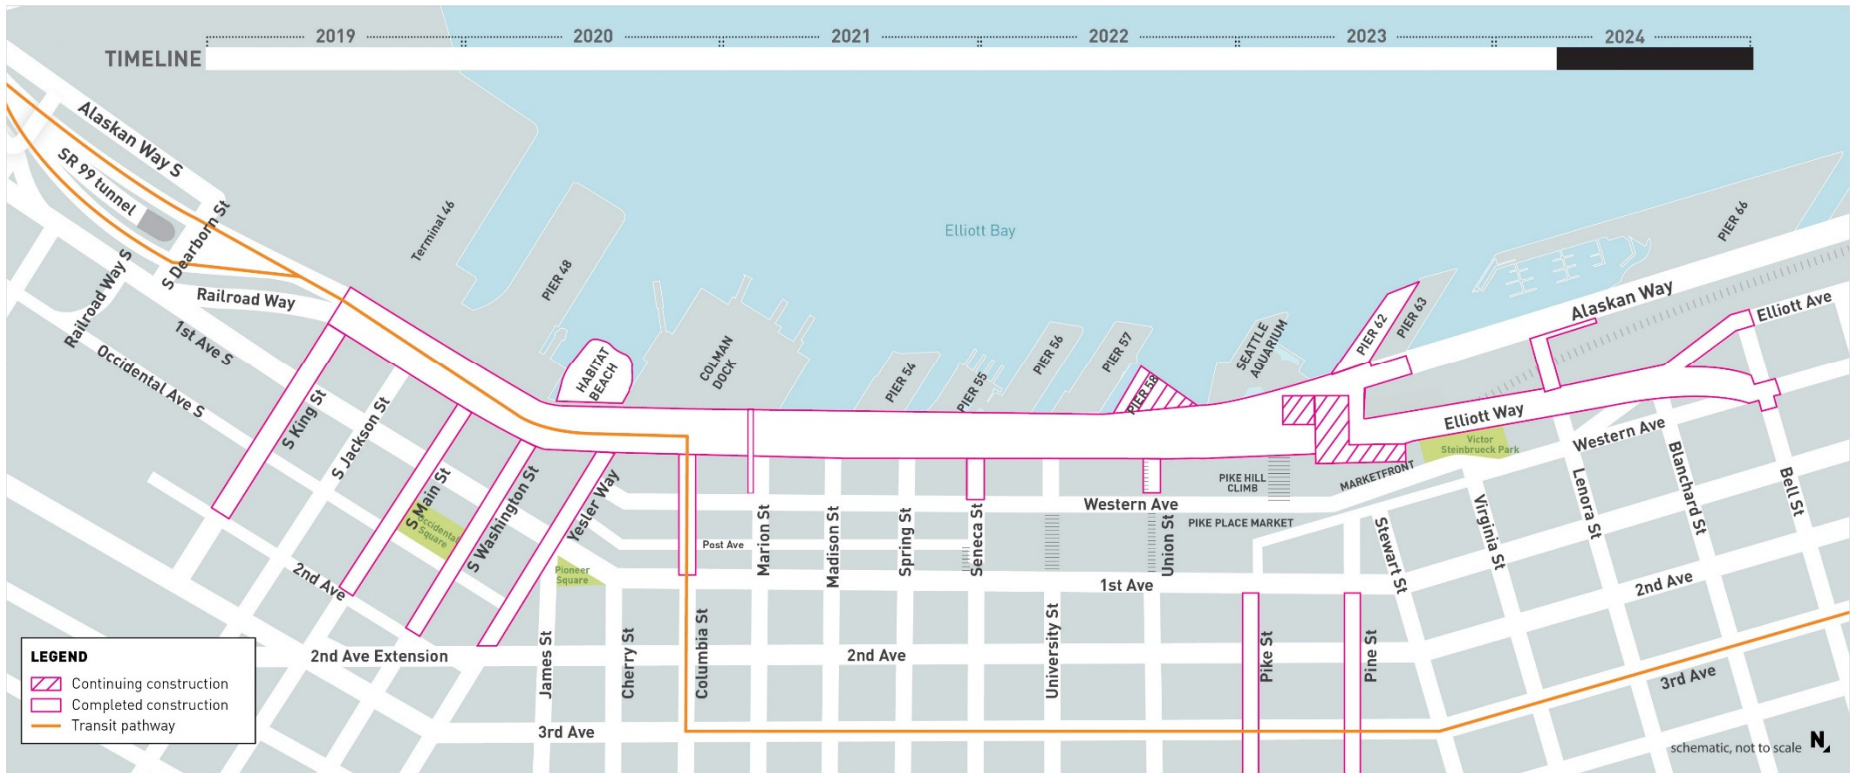 2019
2020
2021
2022
2023
2024
TIMELINE
Alaskan Way S
SR 99 tunnel
S Dearborn St
Railroad Way S
Railroad Way
1st Ave S
Occidental Ave S
Terminal 46
PIER 48
HABITAT
BEACH
COLMAN
DOCK
Elliott Bay
PIER 54
PIER 55
PIER 56
PIER 57
PIER 58
SEATTLE
AQUARIUM
PIER 62
PIER 63
PIER 66
Alaskan Way
Elliott Ave
Elliott Way
Victor
Steinbrueck Park
Western Ave
S King St
S Jackson St
S Main St
Occidental
Square
S Washington St
Yesler Way
Pioneer
Square
2nd Ave
Post Ave
Marion St
Madison St
Spring St
Seneca St
Western Ave
Union St
PIKE HILL
CLIMB
MARKETFRONT
PIKE PLACE MARKET
1st Ave
Stewart St
Virginia St
Lenora St
Blanchard St
Bell St
2nd Ave
2nd Ave Extension
James St
Cherry St
Columbia St
2nd Ave
University St
Pike St
Pine St
3rd Ave
3rd Ave
LEGEND
Continuing construction
Completed construction
Transit pathway
schematic, not to scale
N